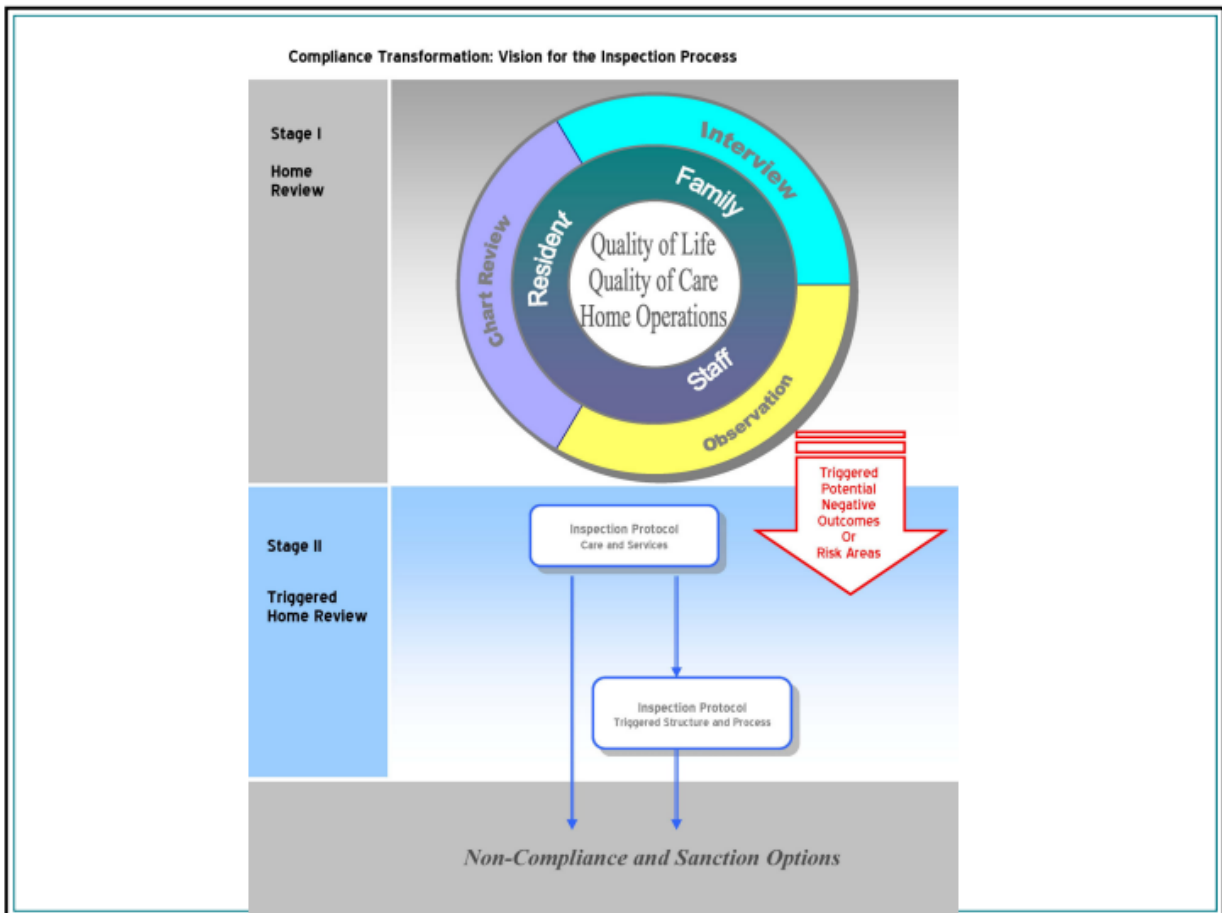 Compliance Transformation: Vision for the Inspection Process
Stage I
Home
Review
Interview
Family
Chart Review
Resident
Quality of Life
Quality of Care
Home Operations
Staff
Observation
Triggered
Potential
Negative
Outcomes
Or
Risk Areas
Stage II
Triggered
Home Review
Inspection Protocol
Care and Services
Inspection Protocol
Triggered Structure and Process
Non-Compliance and Sanction Options